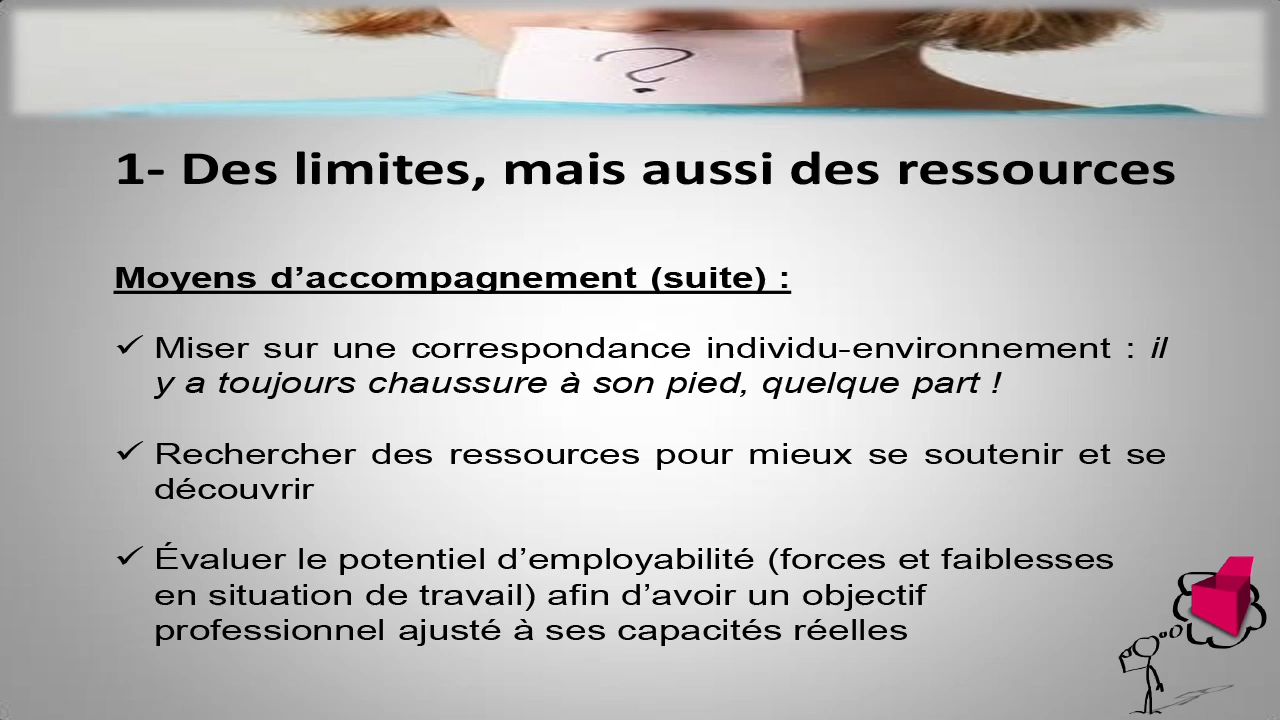 ?
1- Des limites, mais aussi des ressources
Moyens d’accompagnement (suite) :
✓ Miser sur une correspondance individu-environnement : il
y a toujours chaussure à son pied, quelque part !
✓ Rechercher des ressources pour mieux se soutenir et se
découvrir
✓ Évaluer le potentiel d’employabilité (forces et faiblesses
en situation de travail) afin d’avoir un objectif
professionnel ajusté à ses capacités réelles